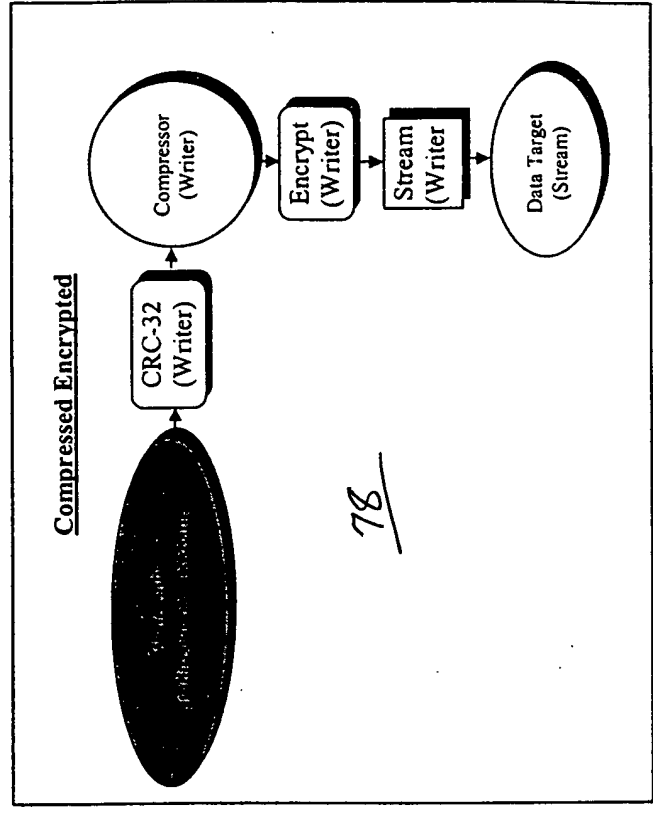 Compressed Encrypted
CRC-32
(Writer)
Compressor
(Writer)
Encrypt
(Writer)
Stream
(Writer
Data Target
(Stream)
78